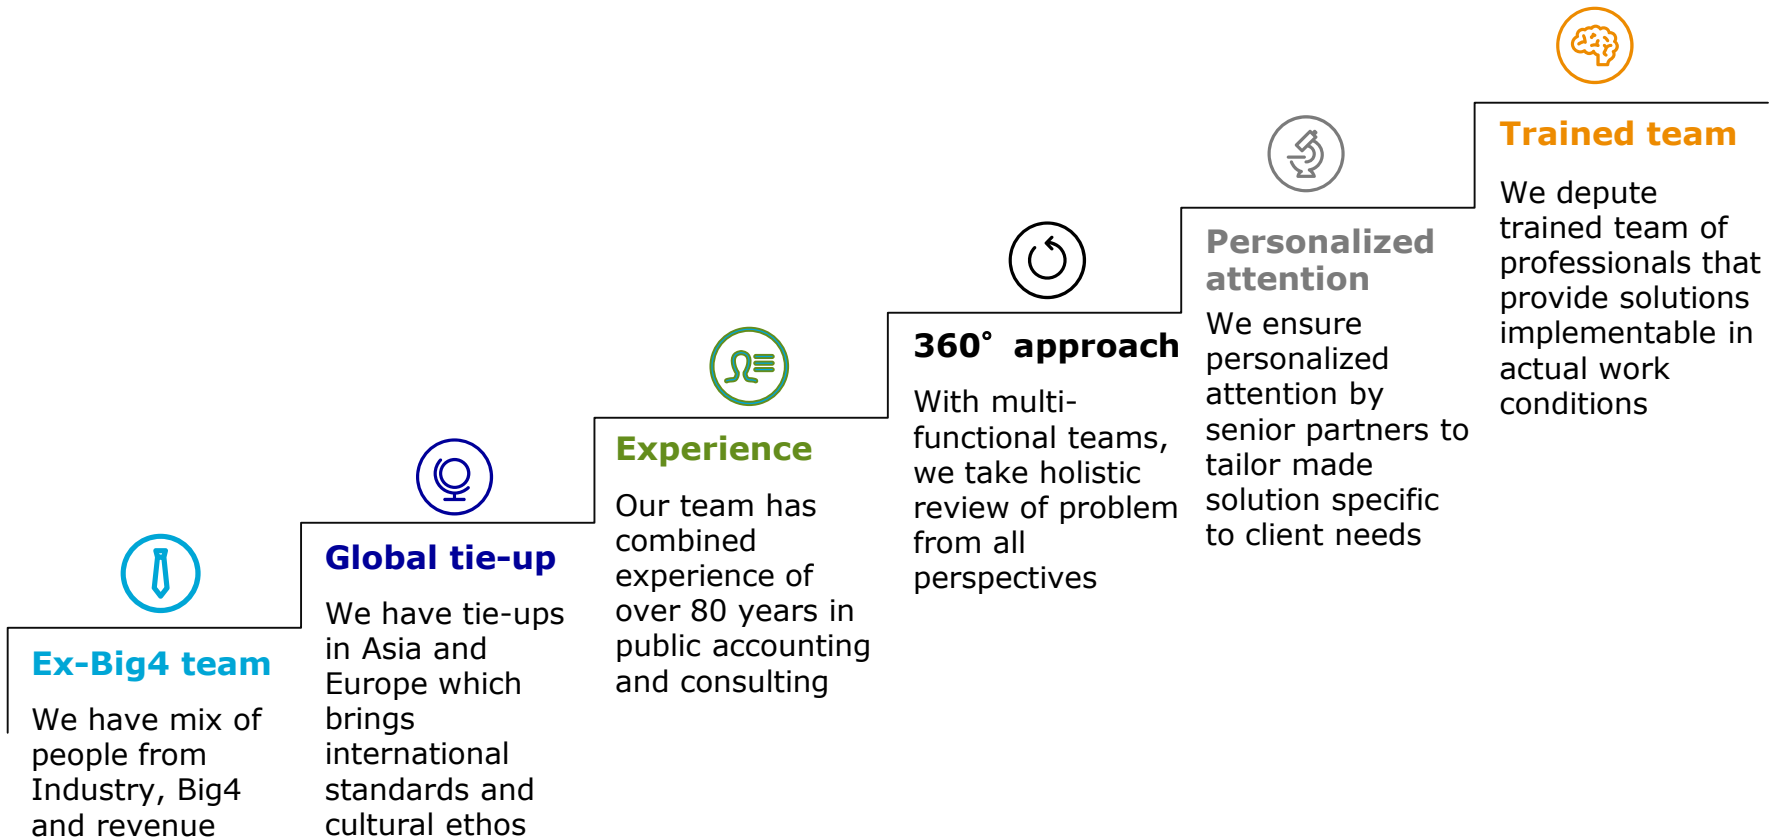 Ex-Big4 team
We have mix of
people from
Industry, Big4
and revenue
Global tie-up
We have tie-ups
in Asia and
Europe which
brings
international
standards and
cultural ethos
Experience
Our team has
combined
experience of
over 80 years in
public accounting
and consulting
360° approach
With multi-
functional teams,
we take holistic
review of problem
from all
perspectives
Personalized
attention
We ensure
personalized
attention by
senior partners to
tailor made
solution specific
to client needs
Trained team
We depute
trained team of
professionals that
provide solutions
implementable in
actual work
conditions